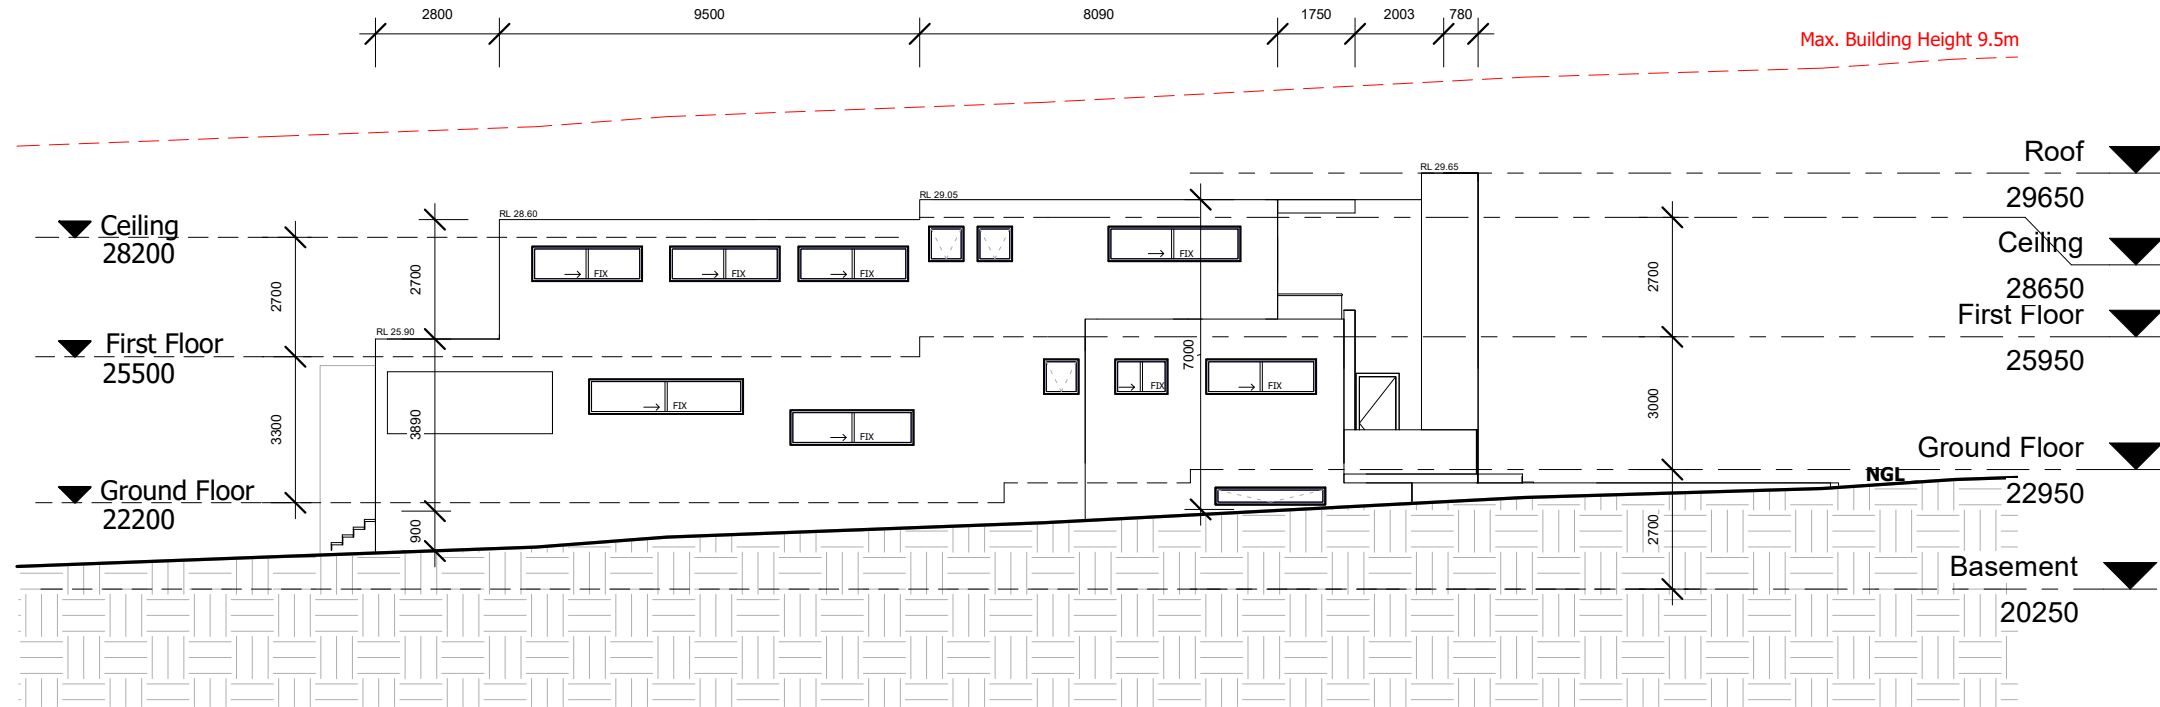 2800 9500 8090 1750 2003 780
Max. Building Height 9.5m
RL 29.65
Roof
29650
RL 29.05
RL 28.60
Ceiling
28200
Ceiling
28650
FIX FIX FIX FIX
2700 2700 2700
First Floor
25950
RL 25.90
First Floor
25500
7000
FIX FIX FIX FIX
3300 3890 3000
Ground Floor
22950
NGL
Ground Floor
22200
900 2700
Basement
20250